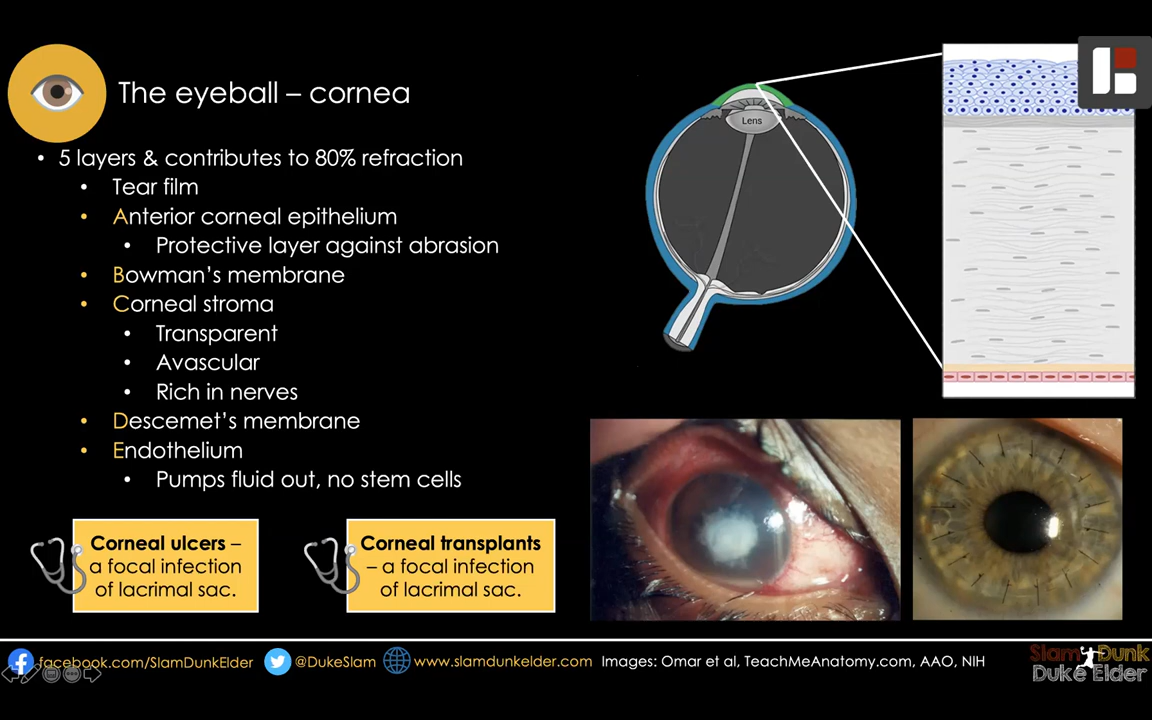 The eyeball – cornea
• 5 layers & contributes to 80% refraction
• Tear film
• Anterior corneal epithelium
• Protective layer against abrasion
• Bowman’s membrane
• Corneal stroma
• Transparent
• Avascular
• Rich in nerves
• Descemet’s membrane
• Endothelium
• Pumps fluid out, no stem cells
Lens
Corneal ulcers –
a focal infection
of lacrimal sac.
Corneal transplants
– a focal infection
of lacrimal sac.
facebook.com/SlamDunkElder
@DukeSlam
www.slamdunkelder.com
Images: Omar et al, TeachMeAnatomy.com, AAO, NIH
Slam Dunk
Duke Elder